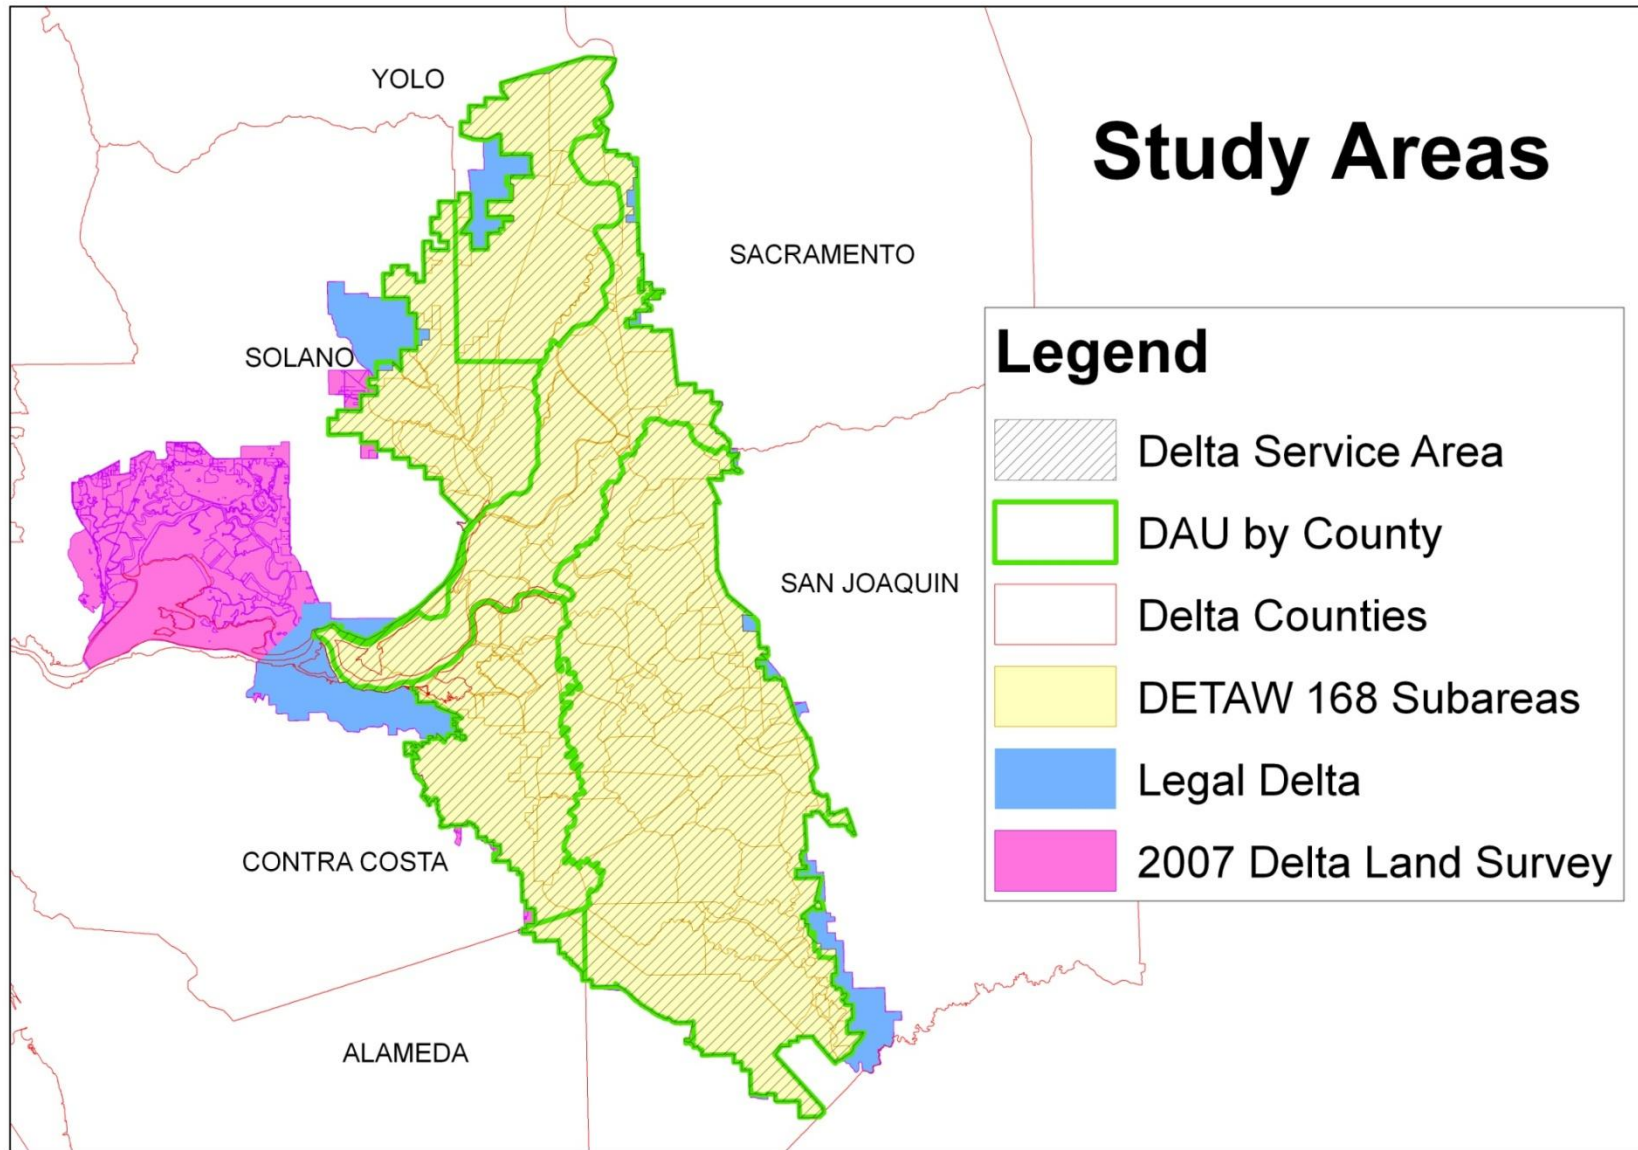 Study Areas
YOLO
SACRAMENTO
SOLANO
SAN JOAQUIN
CONTRA COSTA
ALAMEDA
Legend
Delta Service Area
DAU by County
Delta Counties
DETAW 168 Subareas
Legal Delta
2007 Delta Land Survey